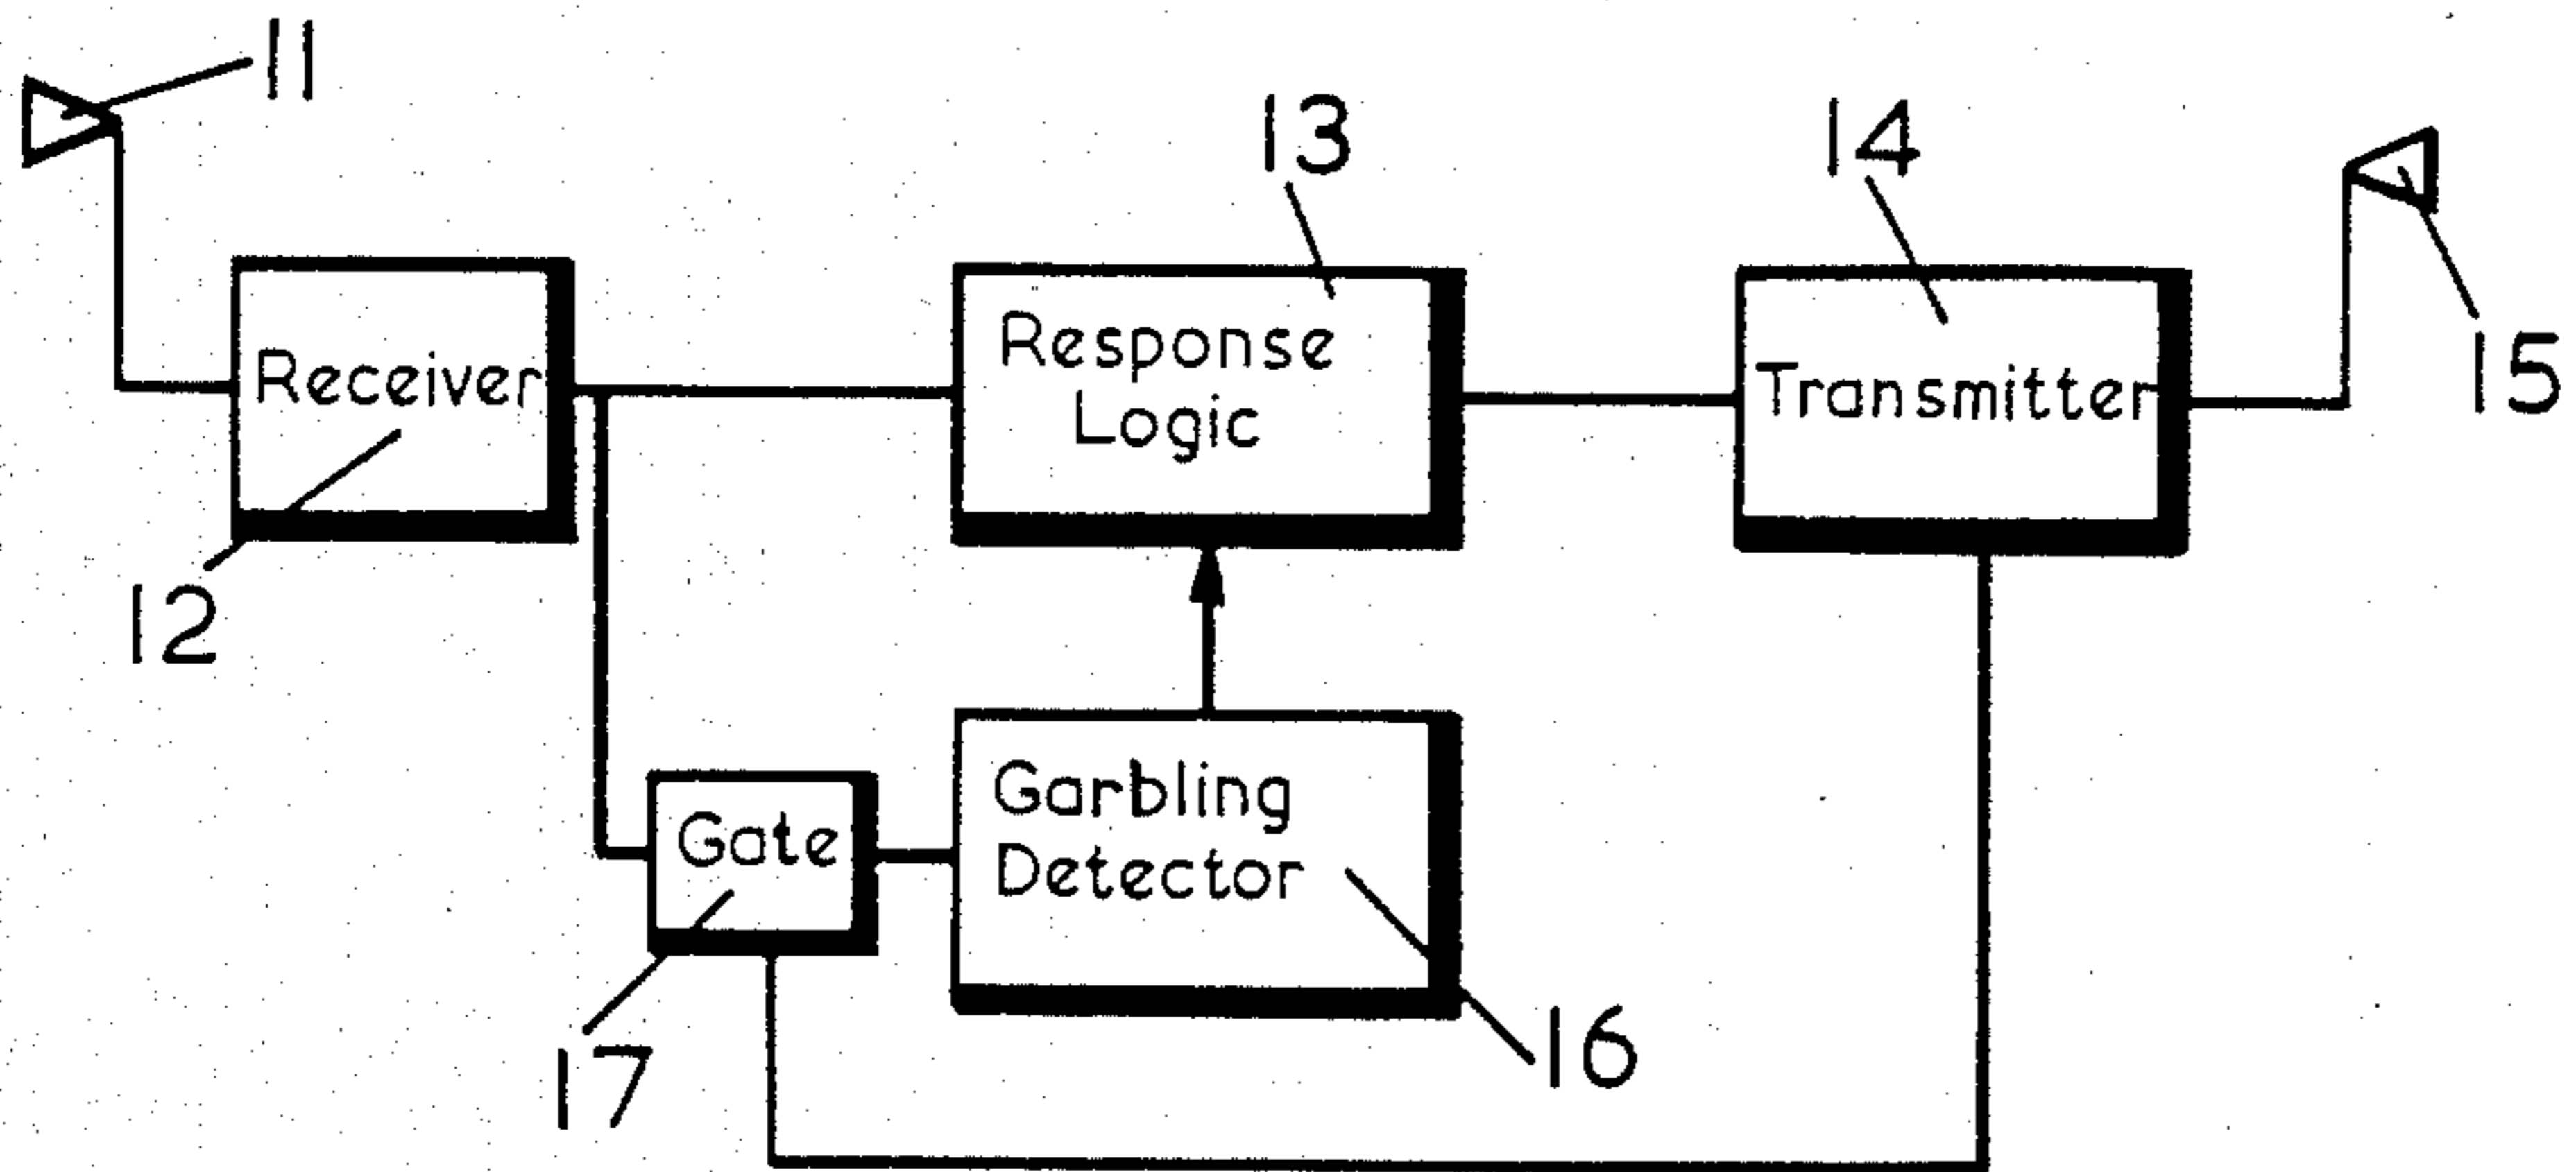 11
13
14
15
Receiver
Response
Logic
Transmitter
12
Gate
Garbling
Detector
17
16